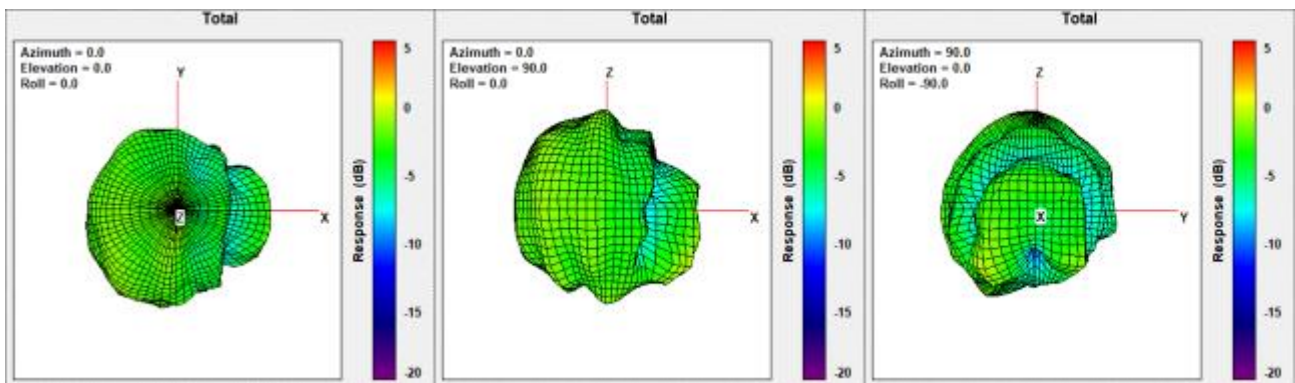 Total
Azimuth = 0.0
Elevation = 0.0
Roll = 0.0
Y
Z
X
5
0
-5
-10
-15
-20
Response (dB)
Total
Azimuth = 0.0
Elevation = 90.0
Roll = 0.0
Z
X
5
0
-5
-10
-15
-20
Response (dB)
Total
Azimuth = 90.0
Elevation = 0.0
Roll = -90.0
Z
X
Y
5
0
-5
-10
-15
-20
Response (dB)